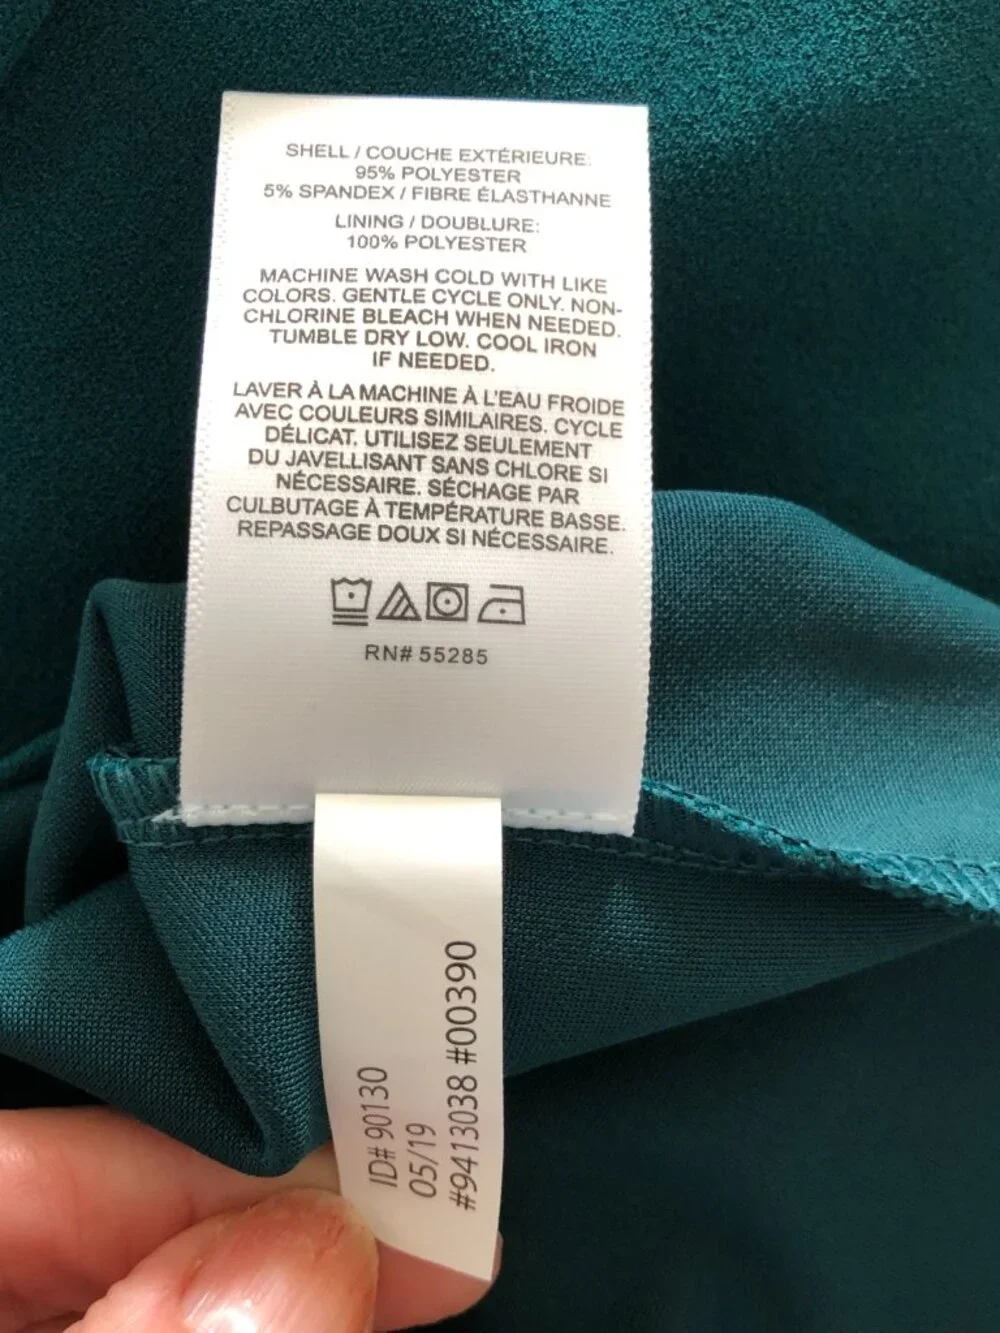 SHELL / COUCHE EXTÉRIEURE:
95% POLYESTER
5% SPANDEX / FIBRE ÉLASTHANNE
LINING / DOUBLURE:
100% POLYESTER
MACHINE WASH COLD WITH LIKE
COLORS. GENTLE CYCLE ONLY. NON-
CHLORINE BLEACH WHEN NEEDED.
TUMBLE DRY LOW. COOL IRON
IF NEEDED.
LAVER À LA MACHINE À L'EAU FROIDE
AVEC COULEURS SIMILAIRES. CYCLE
DÉLICAT. UTILISEZ SEULEMENT
DU JAVELLISANT SANS CHLORE SI
NÉCESSAIRE. SÉCHAGE PAR
CULBUTAGE À TEMPÉRATURE BASSE.
REPASSAGE DOUX SI NÉCESSAIRE.
RN# 55285
ID# 90130
05/19
#9413038 #00390